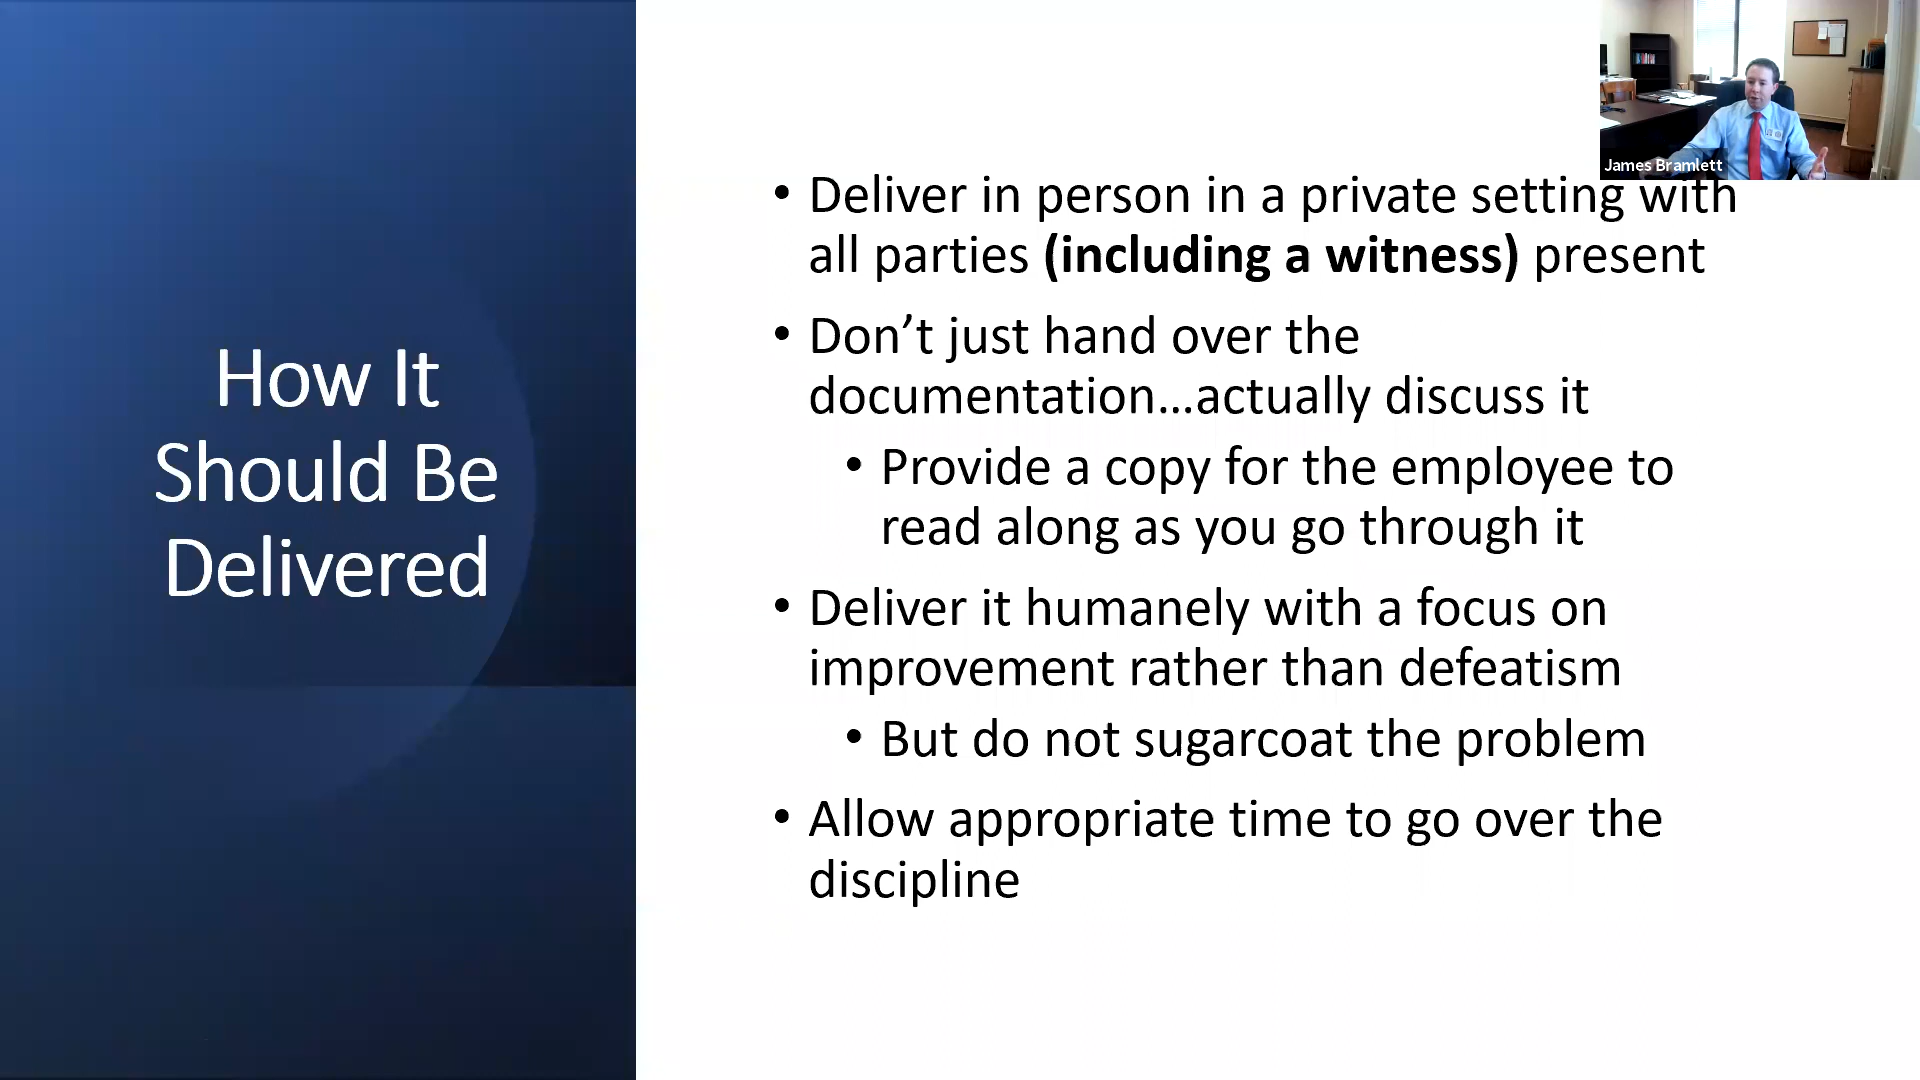 How It
Should Be
Delivered
James Bramlett
• Deliver in person in a private setting with
all parties (including a witness) present
• Don’t just hand over the
documentation…actually discuss it
• Provide a copy for the employee to
read along as you go through it
• Deliver it humanely with a focus on
improvement rather than defeatism
• But do not sugarcoat the problem
• Allow appropriate time to go over the
discipline